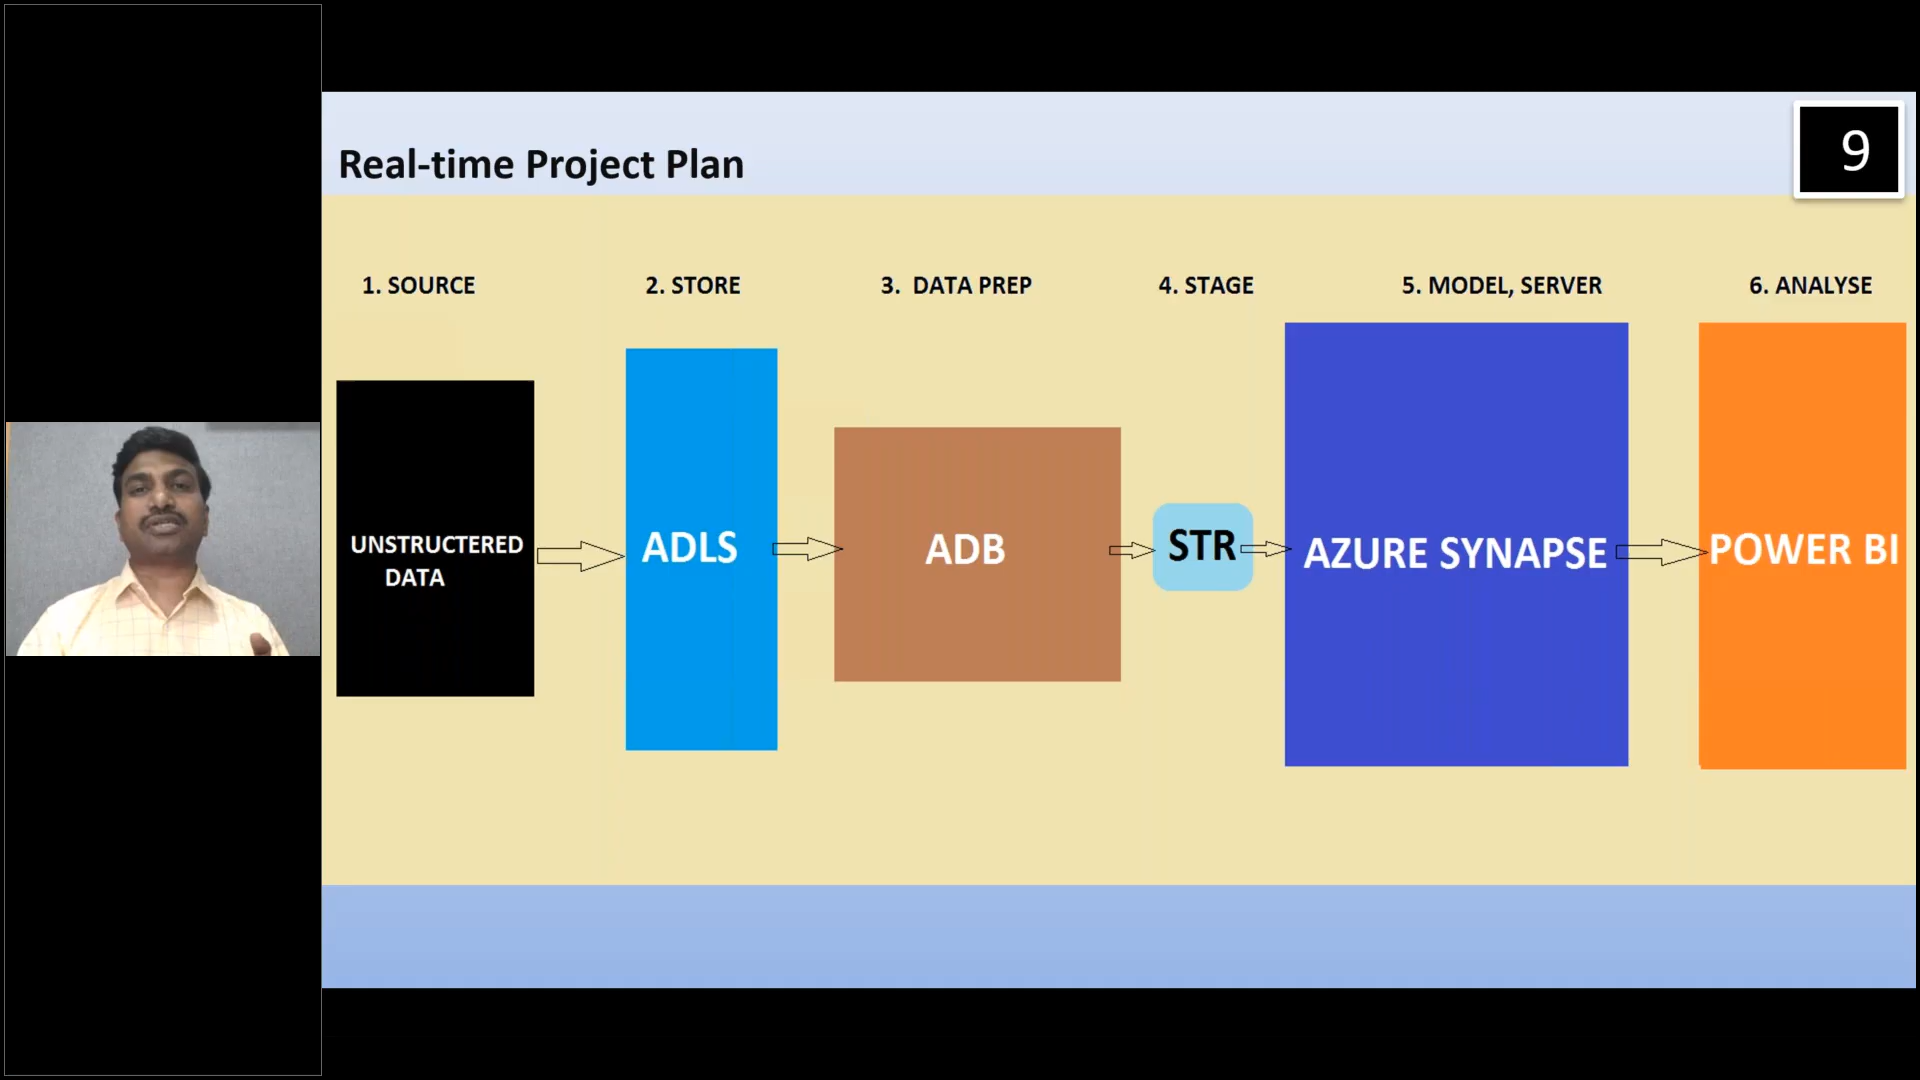 Real-time Project Plan
9
1. SOURCE
2. STORE
3. DATA PREP
4. STAGE
5. MODEL, SERVER
6. ANALYSE
UNSTRUCTERED
DATA
ADLS
ADB
STR
AZURE SYNAPSE
POWER BI